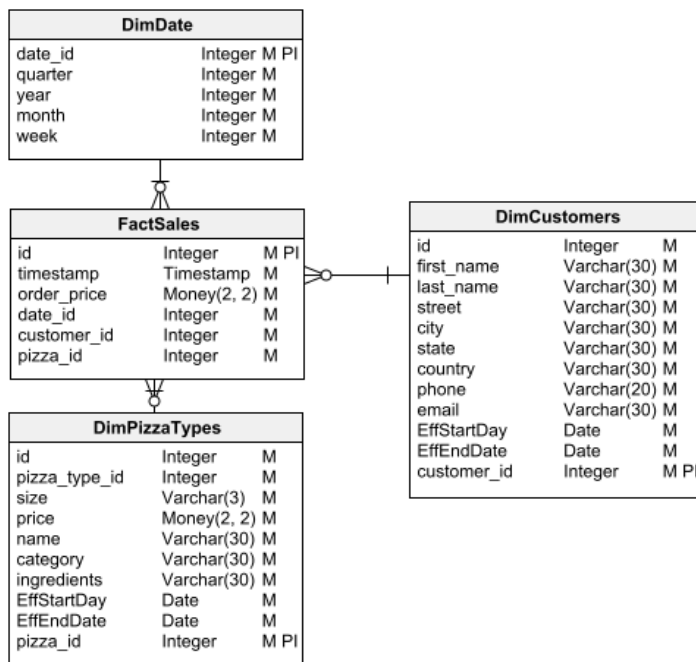 DimDate
date_id Integer M PI
quarter Integer M
year Integer M
month Integer M
week Integer M
FactSales
id Integer M PI
timestamp Timestamp M
order_price Money(2, 2) M
date_id Integer M
customer_id Integer M
pizza_id Integer M
DimCustomers
id Integer M
first_name Varchar(30) M
last_name Varchar(30) M
street Varchar(30) M
city Varchar(30) M
state Varchar(30) M
country Varchar(30) M
phone Varchar(20) M
email Varchar(30) M
EffStartDay Date M
EffEndDate Date M
customer_id Integer M PI
DimPizzaTypes
id Integer M
pizza_type_id Integer M
size Varchar(3) M
price Money(2, 2) M
name Varchar(30) M
category Varchar(30) M
ingredients Varchar(30) M
EffStartDay Date M
EffEndDate Date M
pizza_id Integer M PI